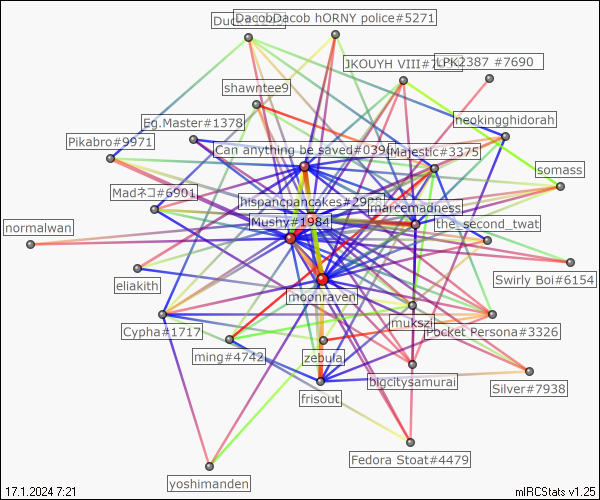 DacobDacob hORNY police#5271
JKOUYH VIII#7
LPK2387 #7690
shawntee9
neokingghidorah
Eg.Master#1378
Pikabro#9971
Can anything be saved#0396
Majestic#3375
somass
Madネコ#6901
hispancpancakes#2928
marcemadness
Mushy#1984
the_second_twat
normalwan
eliakith
Swirly Boi#6154
moonraven
Cypha#1717
mukszi
Pocket Persona#3326
ming#4742
zebula
bigcitysamurai
Silver#7938
frisout
Fedora Stoat#4479
yoshimanden
17.1.2024 7:21
mIRCStats v1.25